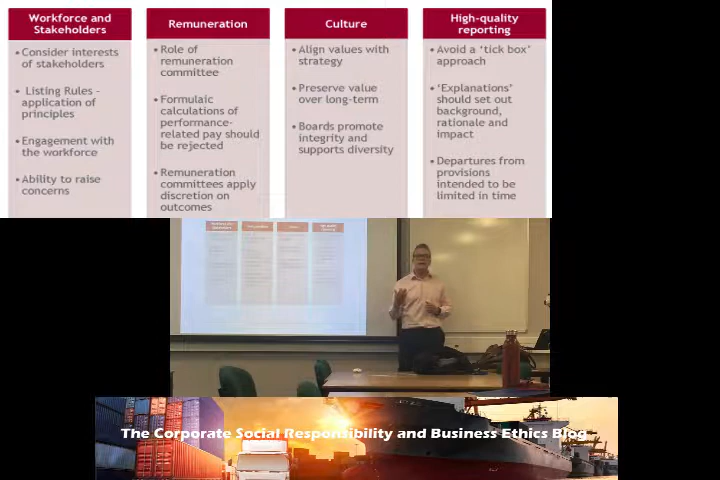 Workforce and
Stakeholders
• Consider interests
of stakeholders
• Listing Rules -
application of
principles
• Engagement with
the workforce
• Ability to raise
concerns
Remuneration
• Role of
remuneration
committee
• Formulaic
calculations of
performance-
related pay should
be rejected
• Remuneration
committees apply
discretion on
outcomes
Culture
• Align values with
strategy
• Preserve value
over long-term
• Boards promote
integrity and
supports diversity
High-quality
reporting
• Avoid a ‘tick box’
approach
• ‘Explanations’
should set out
background,
rationale and
impact
• Departures from
provisions
intended to be
limited in time
The Corporate Social Responsibility and Business Ethics Blog